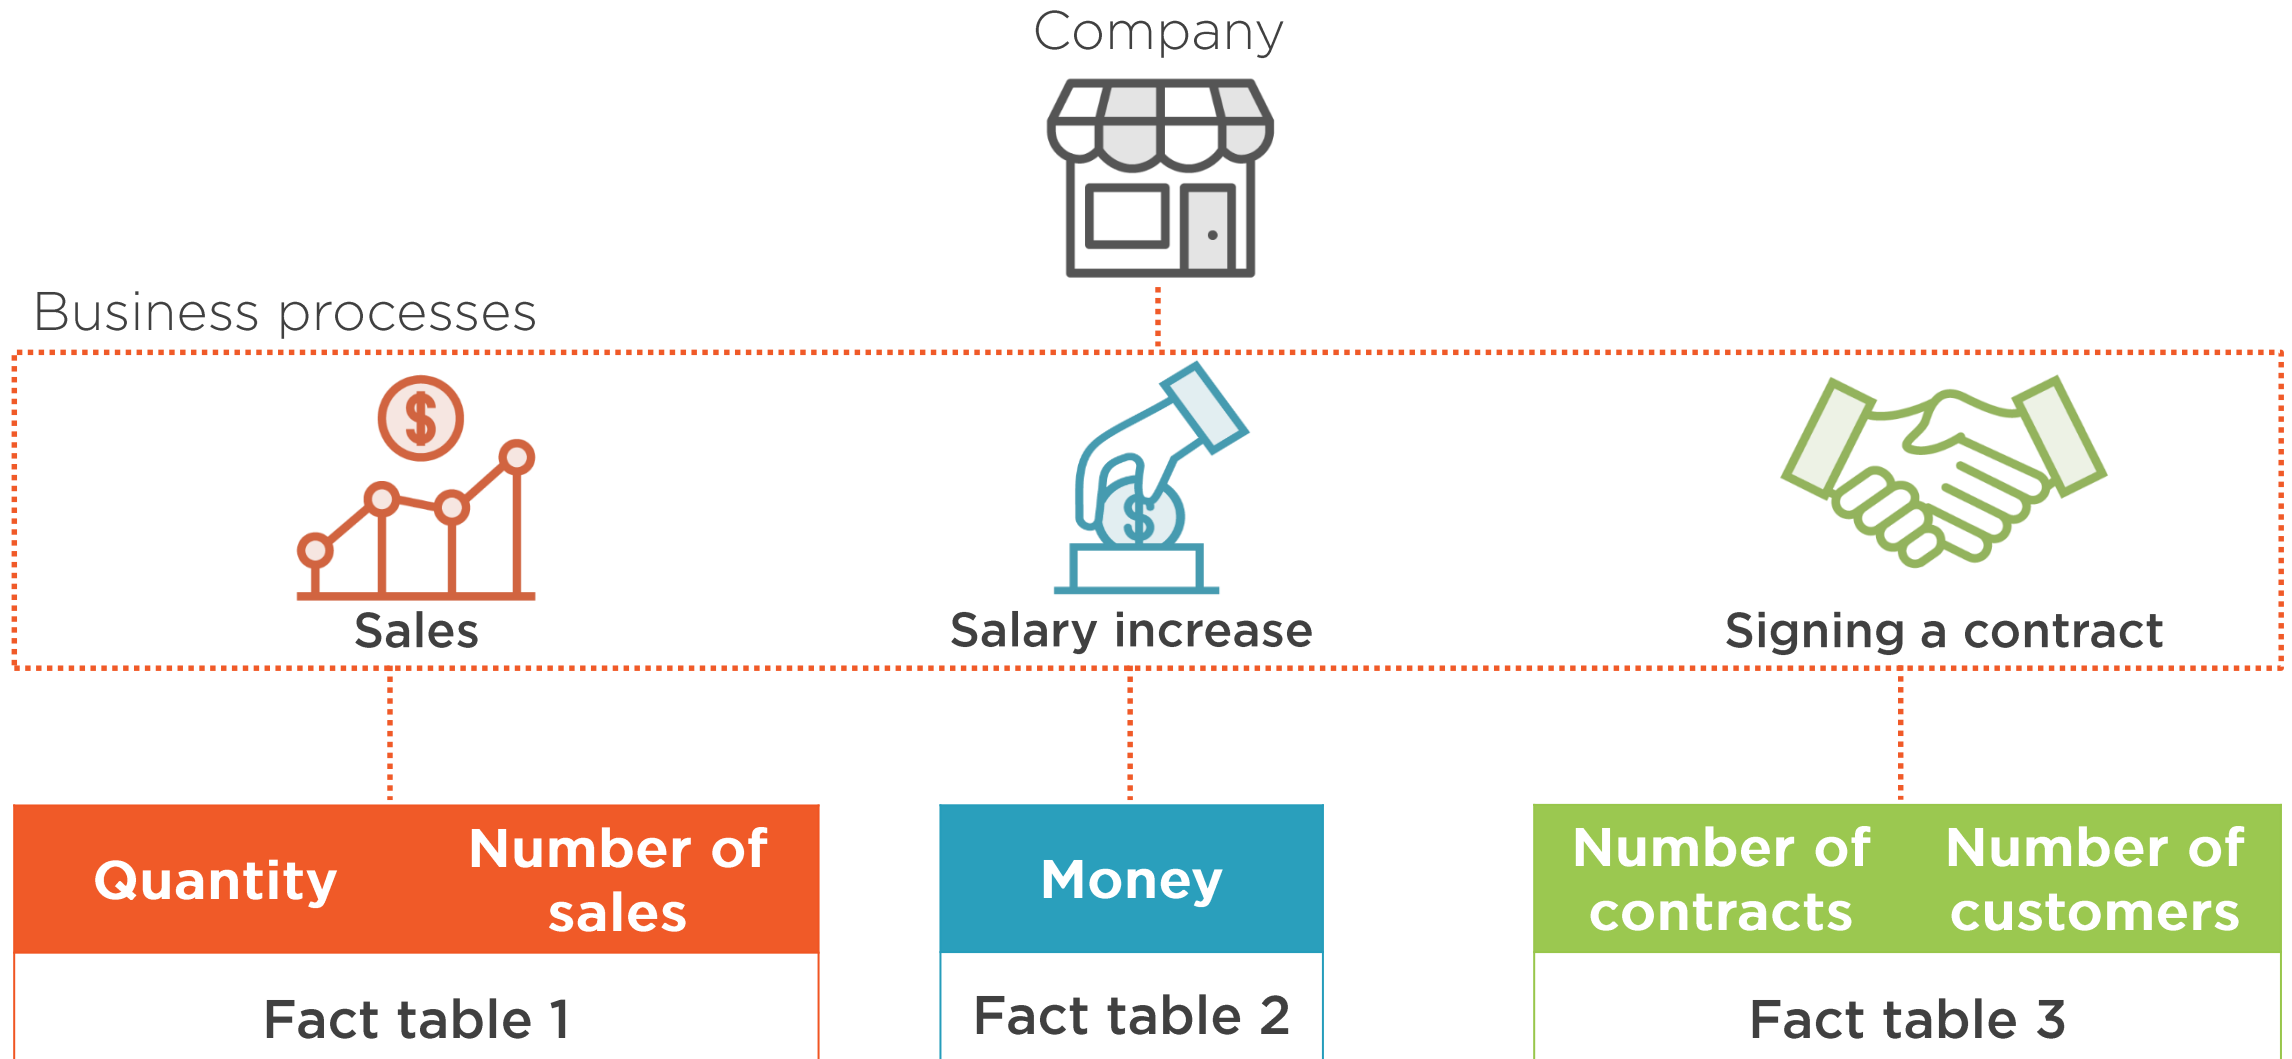 Company
Business processes
Sales
Salary increase
Signing a contract
Quantity
Number of
sales
Money
Number of
contracts
Number of
customers
Fact table 1
Fact table 2
Fact table 3